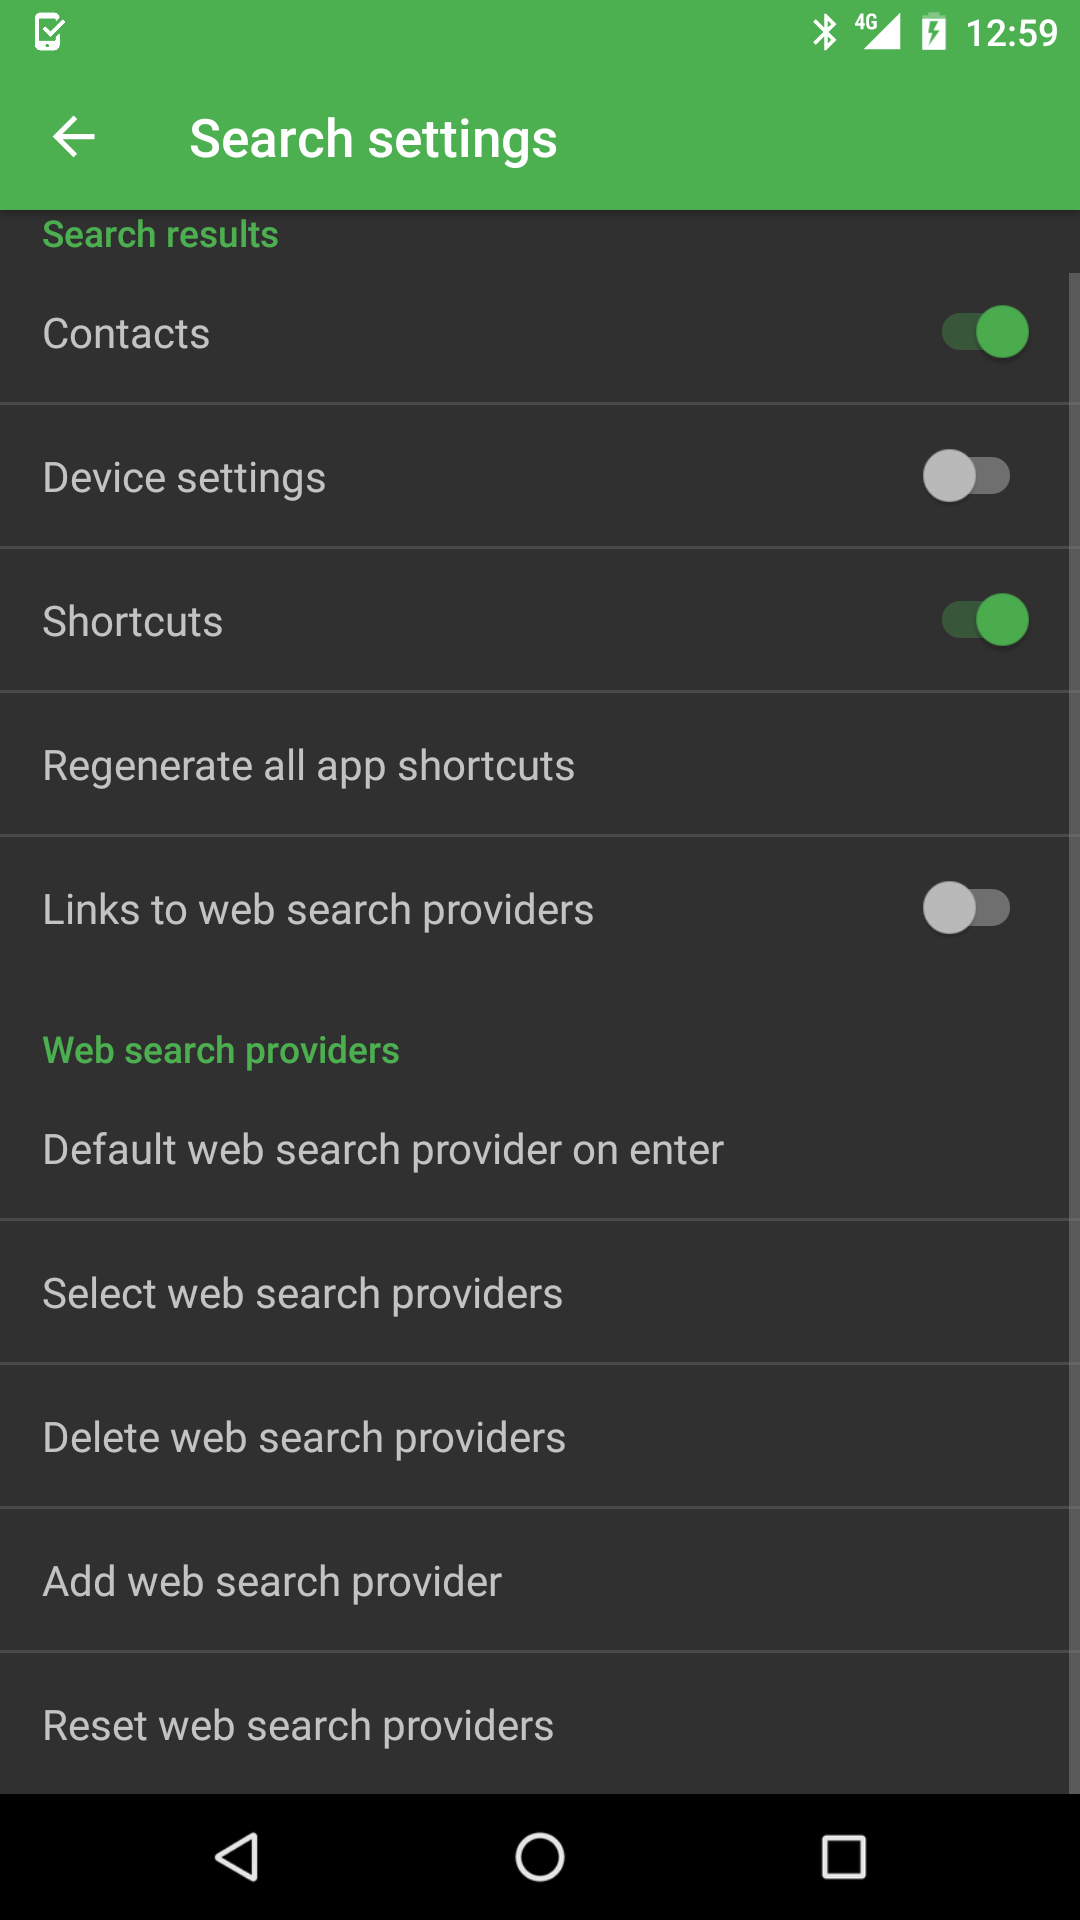 4G 12:59
Search settings
Search results
Contacts
Device settings
Shortcuts
Regenerate all app shortcuts
Links to web search providers
Web search providers
Default web search provider on enter
Select web search providers
Delete web search providers
Add web search provider
Reset web search providers